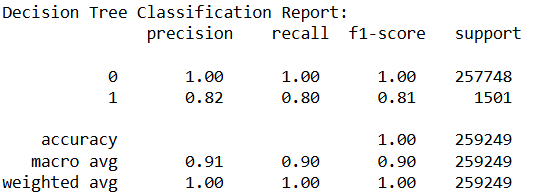 Decision Tree Classification Report:
precision recall f1-score support
0 1.00 1.00 1.00 257748
1 0.82 0.80 0.81 1501
accuracy 1.00 259249
macro avg 0.91 0.90 0.90 259249
weighted avg 1.00 1.00 1.00 259249